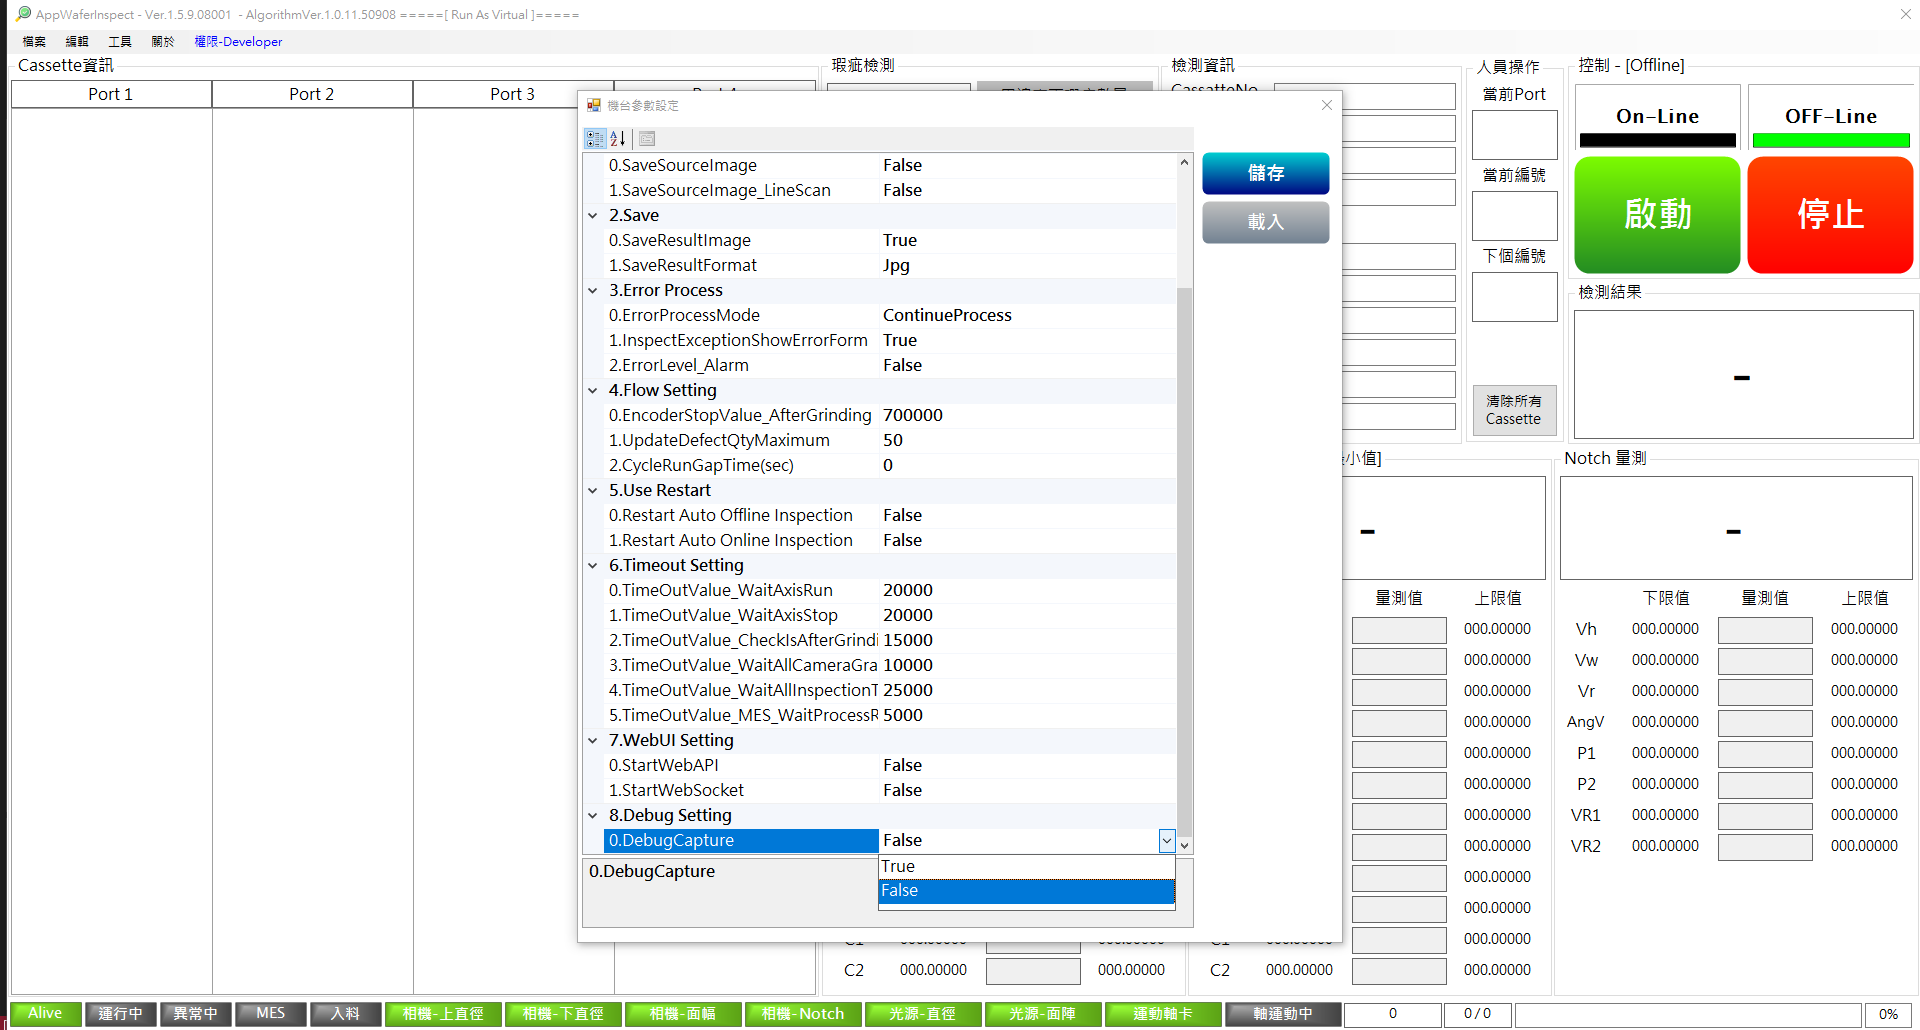 AppWaferInspect - Ver.1.5.9.08001  - AlgorithmVer.1.0.11.50908 =====[ Run As Virtual ]=====
檔案 編輯 工具 關於 權限-Developer
Cassette資訊
Port 1 Port 2 Port 3
瑕疵檢測
檢測資訊
人員操作
當前Port
當前編號
下個編號
清除所有
Cassette
控制 - [Offline]
On-Line OFF-Line
啟動 停止
檢測結果
-
機台參數設定
儲存
載入
0.SaveSourceImage False
1.SaveSourceImage_LineScan False
2.Save
0.SaveResultImage True
1.SaveResultFormat Jpg
3.Error Process
0.ErrorProcessMode ContinueProcess
1.InspectExceptionShowErrorForm True
2.ErrorLevel_Alarm False
4.Flow Setting
0.EncoderStopValue_AfterGrinding 700000
1.UpdateDefectQtyMaximum 50
2.CycleRunGapTime(sec) 0
5.Use Restart
0.Restart Auto Offline Inspection False
1.Restart Auto Online Inspection False
6.Timeout Setting
0.TimeOutValue_WaitAxisRun 20000
1.TimeOutValue_WaitAxisStop 20000
2.TimeOutValue_CheckIsAfterGrindi 15000
3.TimeOutValue_WaitAllCameraGra 10000
4.TimeOutValue_WaitAllInspectionT 25000
5.TimeOutValue_MES_WaitProcessR 5000
7.WebUI Setting
0.StartWebAPI False
1.StartWebSocket False
8.Debug Setting
0.DebugCapture False
True
False
0.DebugCapture
小值]
-
量測值 上限值
000.00000
000.00000
000.00000
000.00000
000.00000
000.00000
000.00000
000.00000
000.00000
000.00000
000.00000
000.00000
Notch 量測
-
下限值 量測值 上限值
Vh 000.00000 000.00000
Vw 000.00000 000.00000
Vr 000.00000 000.00000
AngV 000.00000 000.00000
P1 000.00000 000.00000
P2 000.00000 000.00000
VR1 000.00000 000.00000
VR2 000.00000 000.00000
C2 000.00000 000.00000
C2 000.00000
Alive 運行中 異常中 MES 入料 相機-上直徑 相機-下直徑 相機-面幅 相機-Notch 光源-直徑 光源-面陣 運動軸卡 軸運動中 0 0 / 0 0%